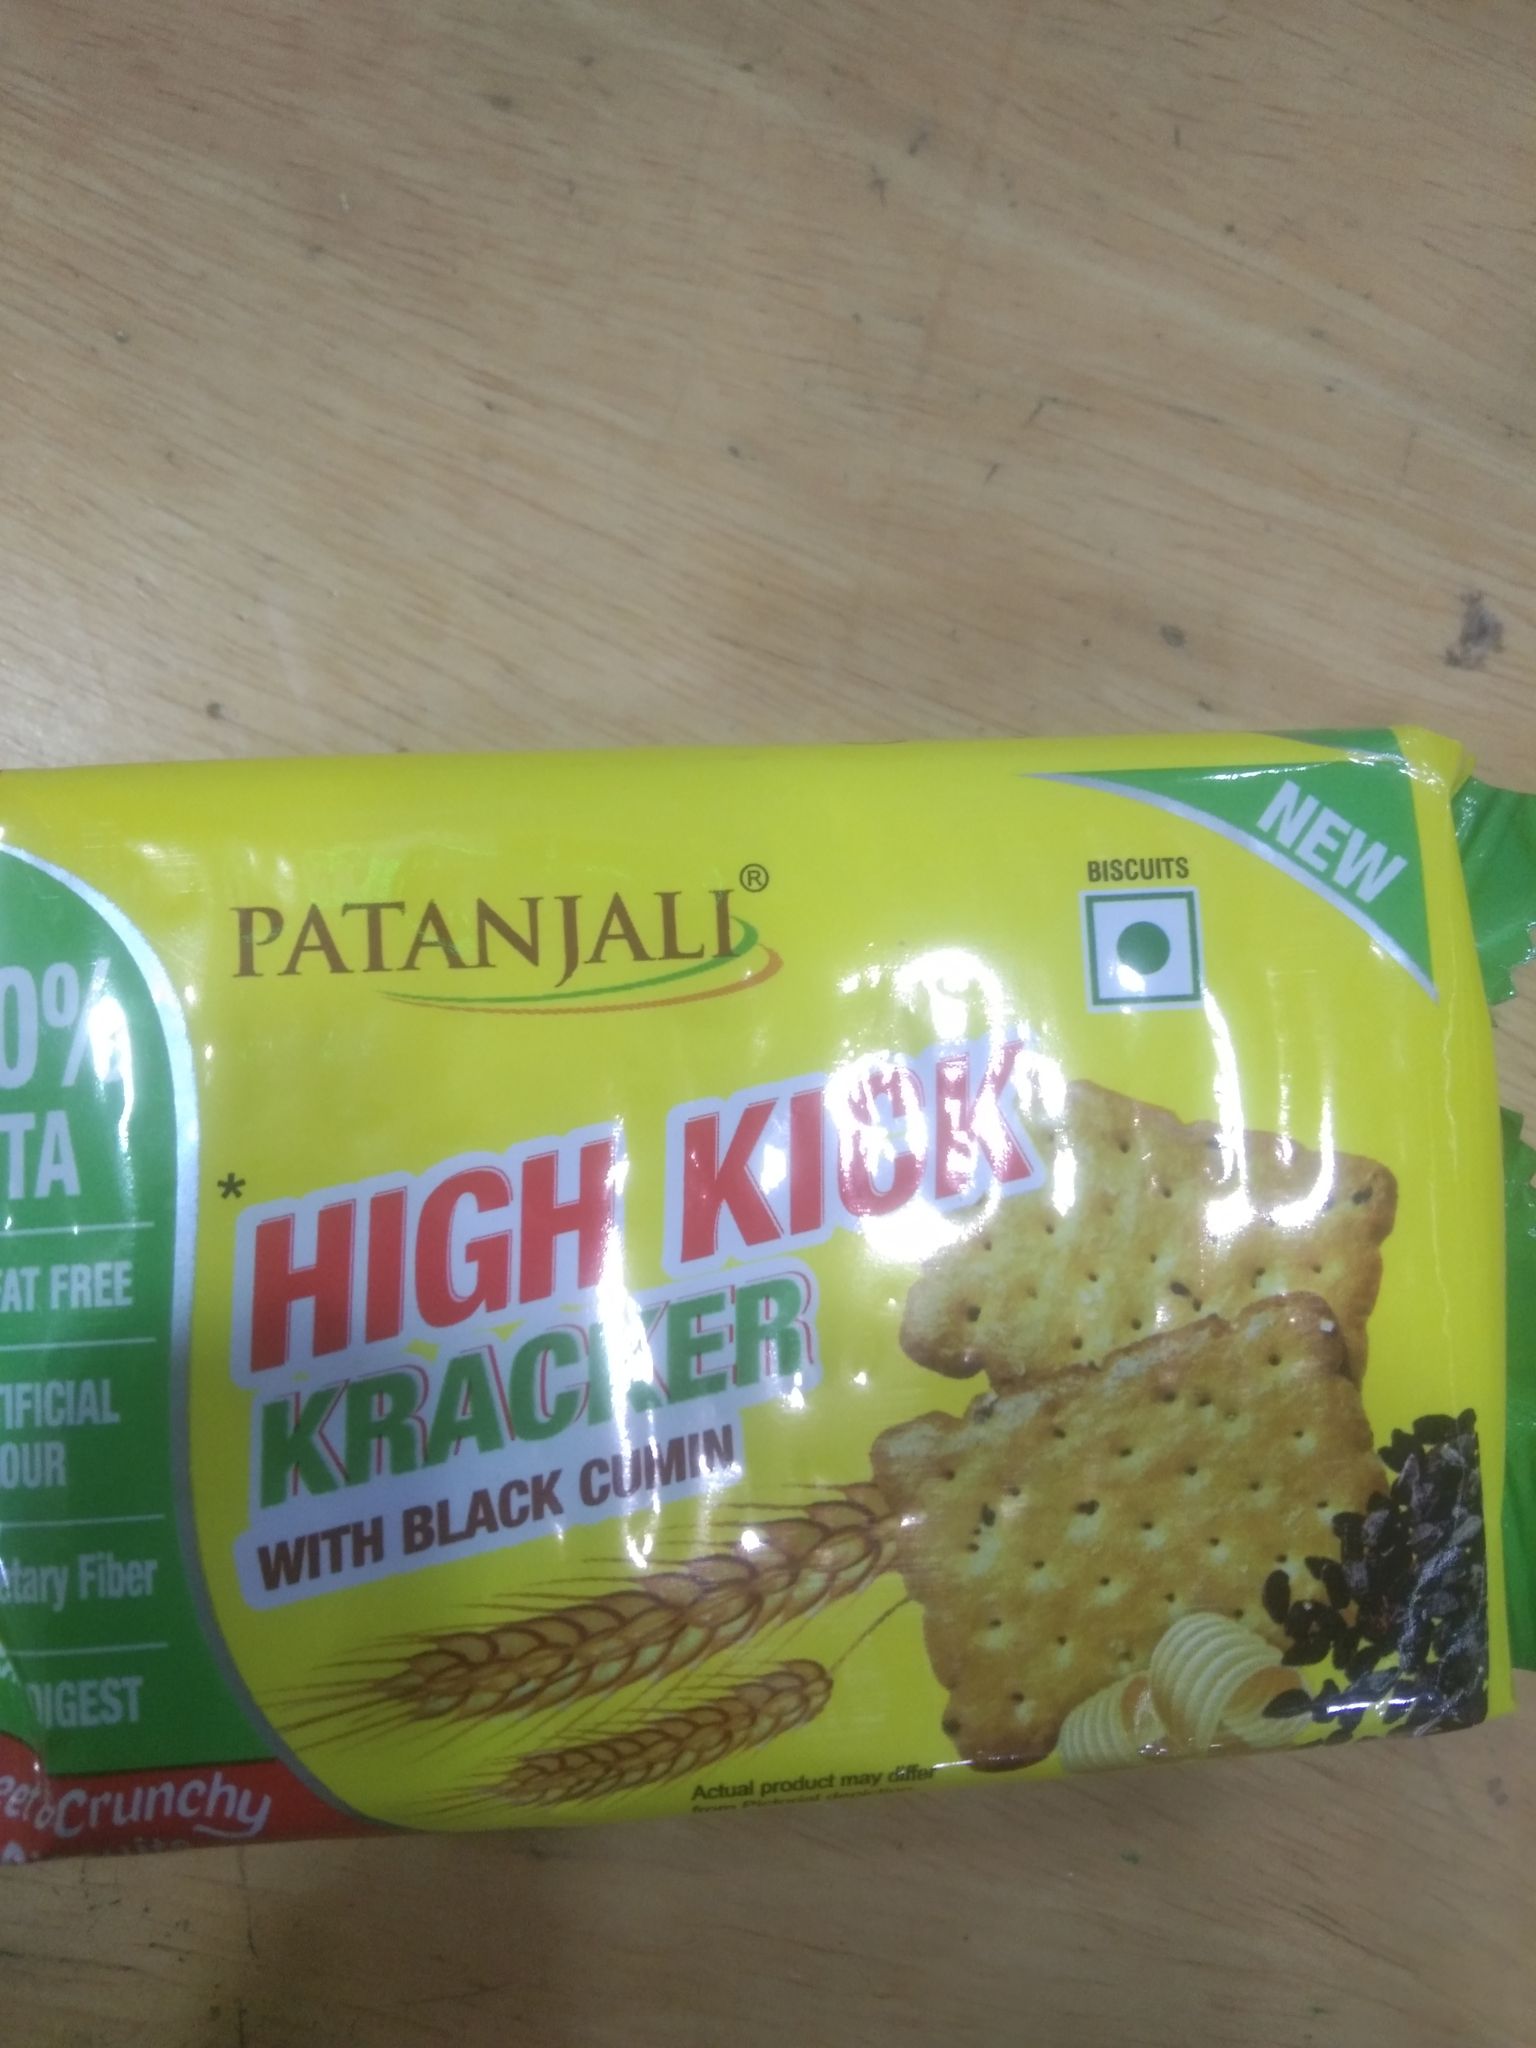 PATANJALI®
BISCUITS
NEW
0%
TA
FAT FREE
TIFICIAL
OUR
tary Fiber
DIGEST
Crunchy
*HIGH KICK
KRACKER
WITH BLACK CUMIN
Actual product may differ